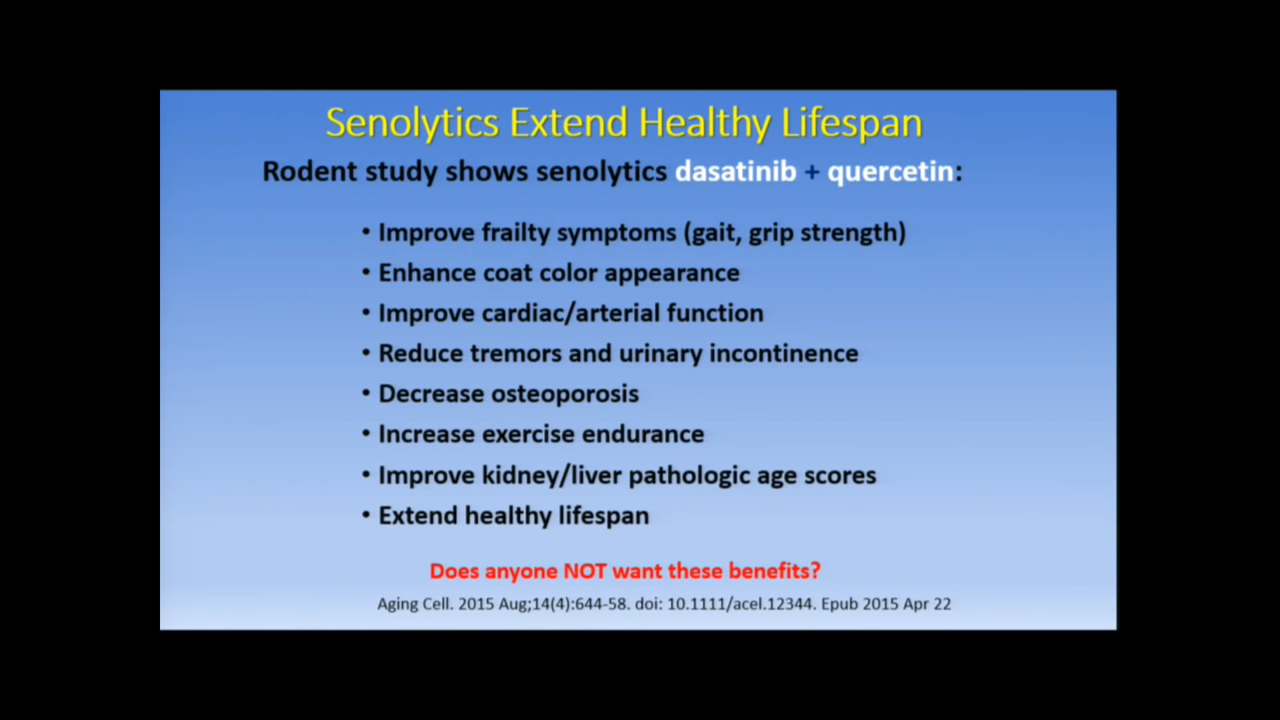 Senolytics Extend Healthy Lifespan
Rodent study shows senolytics dasatinib + quercetin:
• Improve frailty symptoms (gait, grip strength)
• Enhance coat color appearance
• Improve cardiac/arterial function
• Reduce tremors and urinary incontinence
• Decrease osteoporosis
• Increase exercise endurance
• Improve kidney/liver pathologic age scores
• Extend healthy lifespan
Does anyone NOT want these benefits?
Aging Cell. 2015 Aug;14(4):644-58. doi: 10.1111/acel.12344. Epub 2015 Apr 22